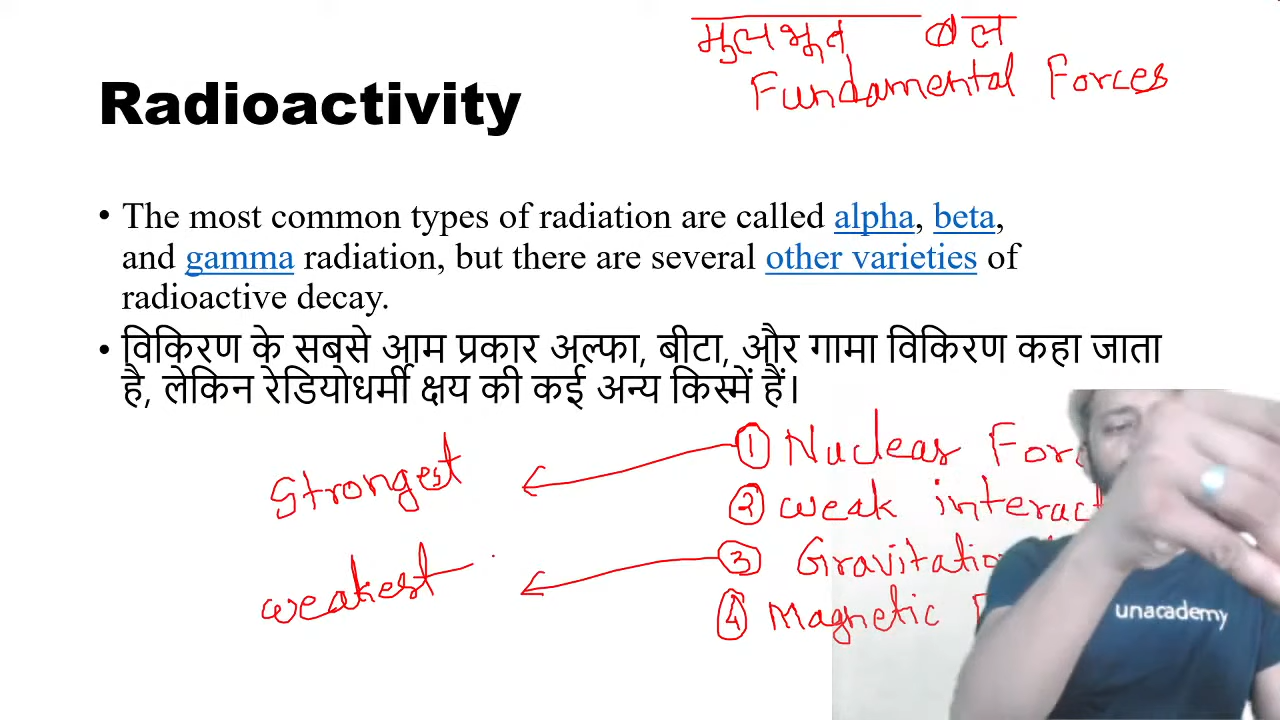 मुलभूत बल
Fundamental Forces
Radioactivity
• The most common types of radiation are called alpha, beta,
and gamma radiation, but there are several other varieties of
radioactive decay.
• विकिरण के सबसे आम प्रकार अल्फा, बीटा, और गामा विकिरण कहा जाता
है, लेकिन रेडियोधर्मी क्षय की कई अन्य किस्में हैं।
Strongest ① Nuclear
② weak
weakest ③
④ Magnetic
unacademy